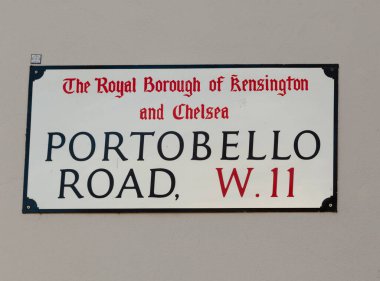 The Royal Borough of Kensington
and Chelsea
PORTOBELLO
ROAD, W.11